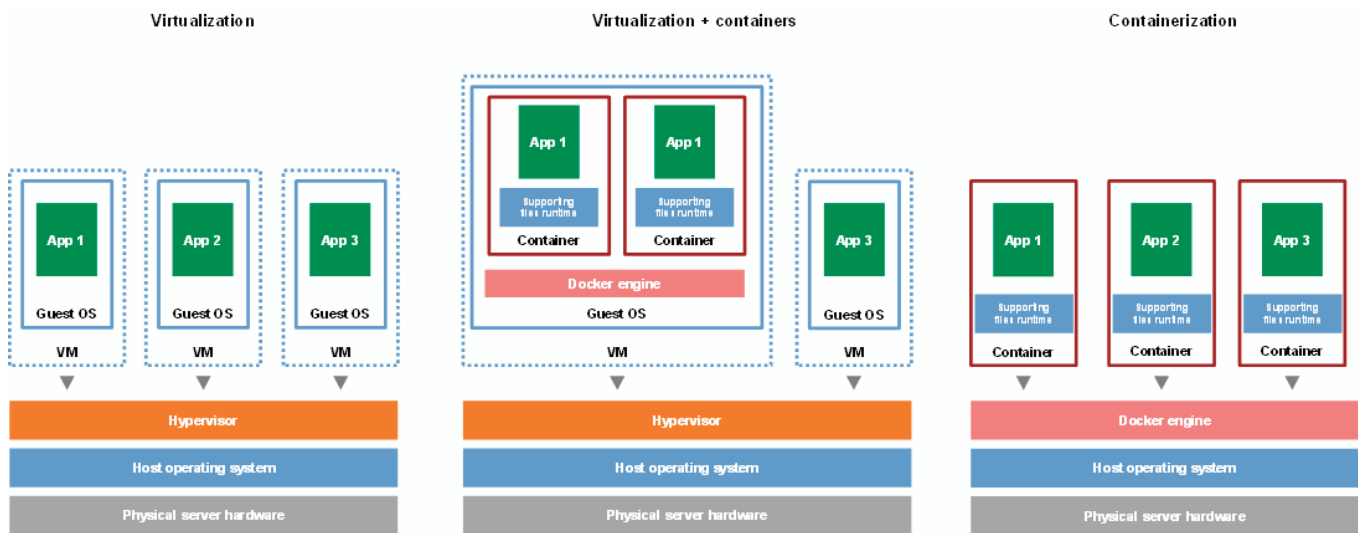 Virtualization
App 1
Guest OS
VM
App 2
Guest OS
VM
App 3
Guest OS
VM
Hypervisor
Host operating system
Physical server hardware
Virtualization + containers
App 1
Supporting
files runtime
Container
App 1
Supporting
files runtime
Container
Docker engine
Guest OS
VM
App 3
Guest OS
VM
Hypervisor
Host operating system
Physical server hardware
Containerization
App 1
Supporting
files runtime
Container
App 2
Supporting
files runtime
Container
App 3
Supporting
files runtime
Container
Docker engine
Host operating system
Physical server hardware